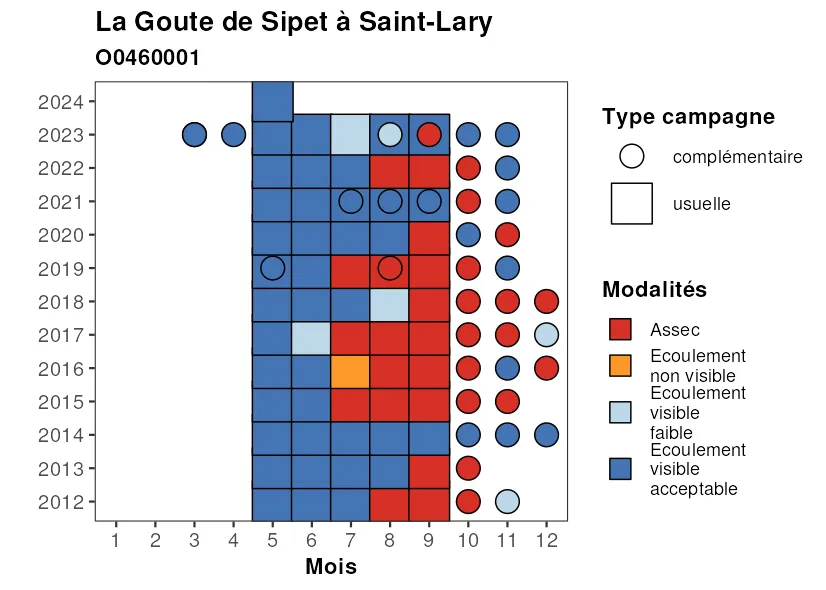 La Goute de Sipet à Saint-Lary
O0460001
2024
2023
2022
2021
2020
2019
2018
2017
2016
2015
2014
2013
2012
1 2 3 4 5 6 7 8 9 10 11 12
Mois
Type campagne
complémentaire
usuelle
Modalités
Assec
Ecoulement
non visible
Ecoulement
visible
faible
Ecoulement
visible
acceptable